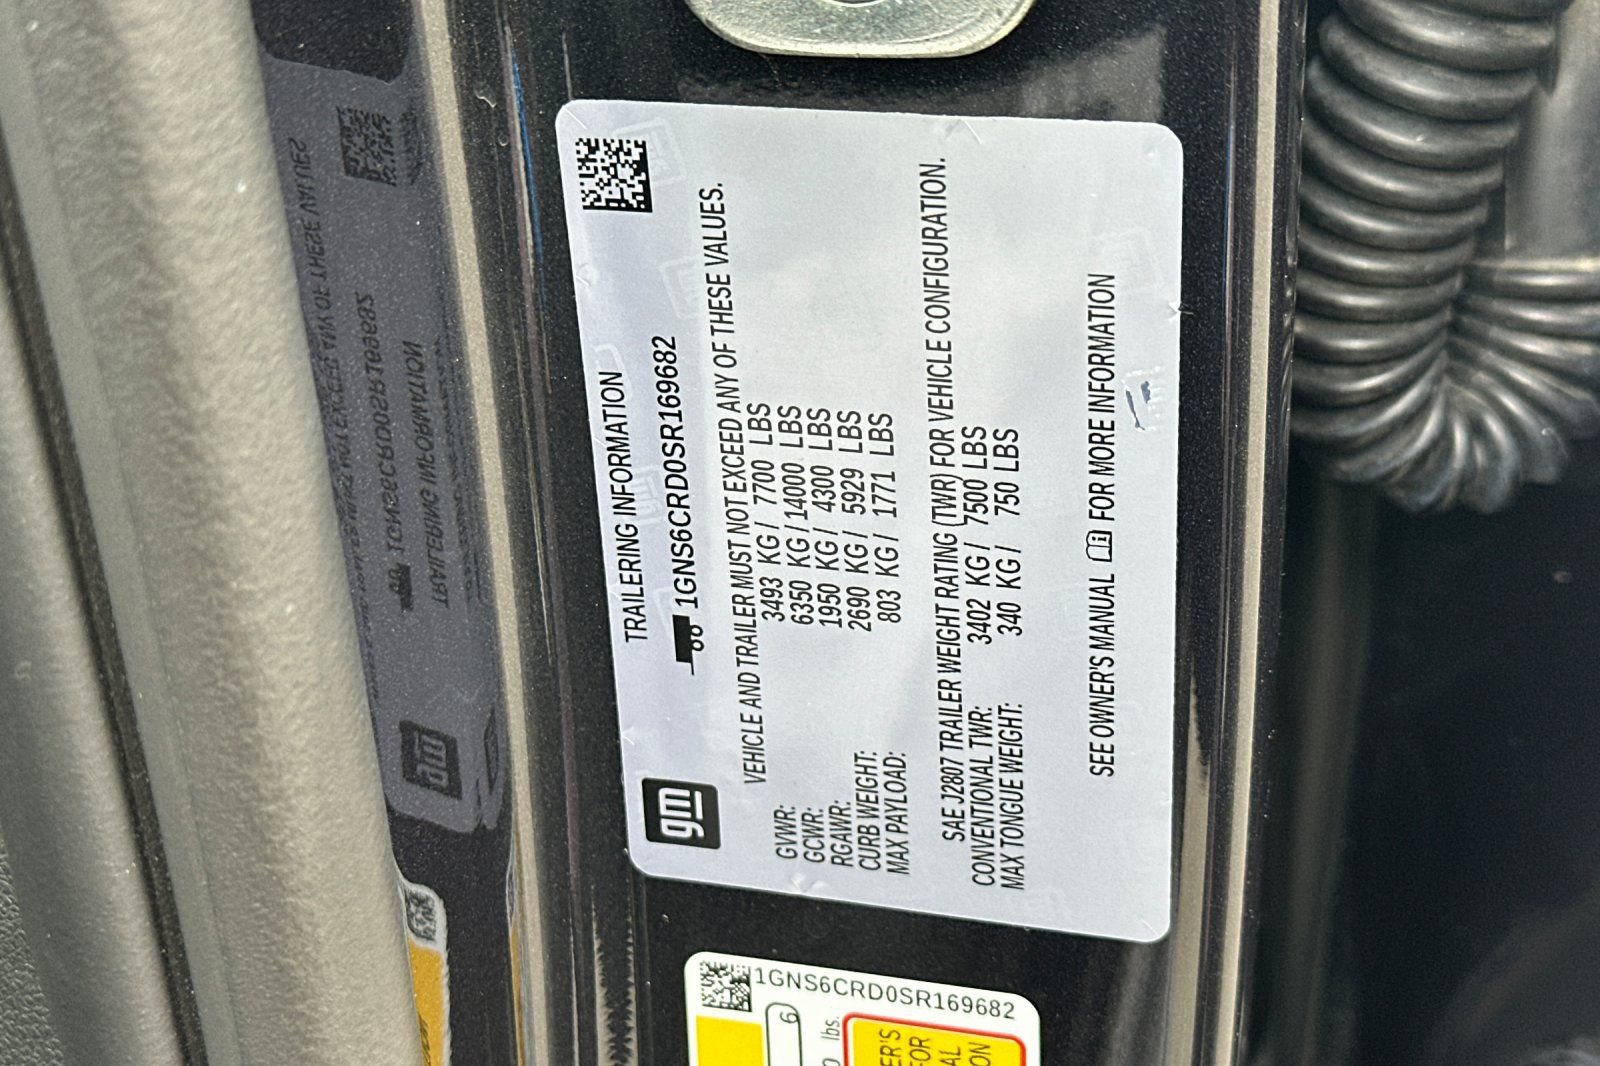 TRAILERING INFORMATION
gm
1GNS6CRD0SR169682
VEHICLE AND TRAILER MUST NOT EXCEED ANY OF THESE VALUES.
GVWR: 3493 KG / 7700 LBS
GCWR: 6350 KG / 14000 LBS
RGAWR: 1950 KG / 4300 LBS
CURB WEIGHT: 2690 KG / 5929 LBS
MAX PAYLOAD: 803 KG / 1771 LBS
SAE J2807 TRAILER WEIGHT RATING (TWR) FOR VEHICLE CONFIGURATION.
CONVENTIONAL TWR: 3402 KG / 7500 LBS
MAX TONGUE WEIGHT: 340 KG / 750 LBS
SEE OWNER'S MANUAL FOR MORE INFORMATION
1GNS6CRD0SR169682
6
lbs.